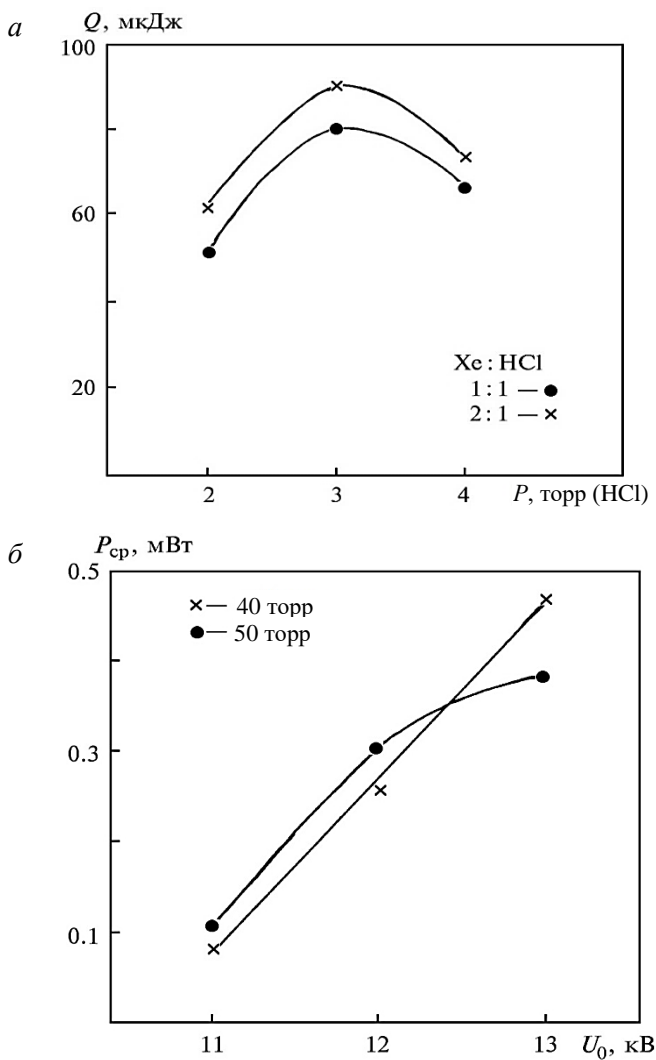 а
Q, мкДж
100
60
20
Xe : HCl
1 : 1 —
2 : 1 —
2
3
4
P, торр (HCl)
б
Pср, мВт
0.5
— 40 торр
— 50 торр
0.3
0.1
11
12
13
U0, кВ